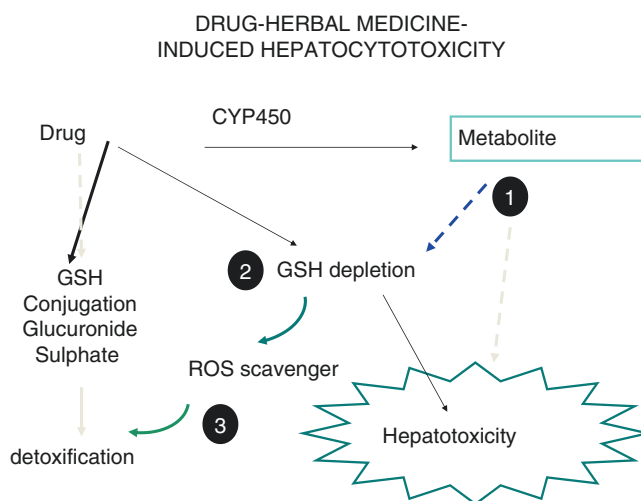 DRUG-HERBAL MEDICINE-
INDUCED HEPATOCYTOTOXICITY
CYP450
Drug
Metabolite
1
2
GSH depletion
GSH
Conjugation
Glucuronide
Sulphate
ROS scavenger
3
Hepatotoxicity
detoxification